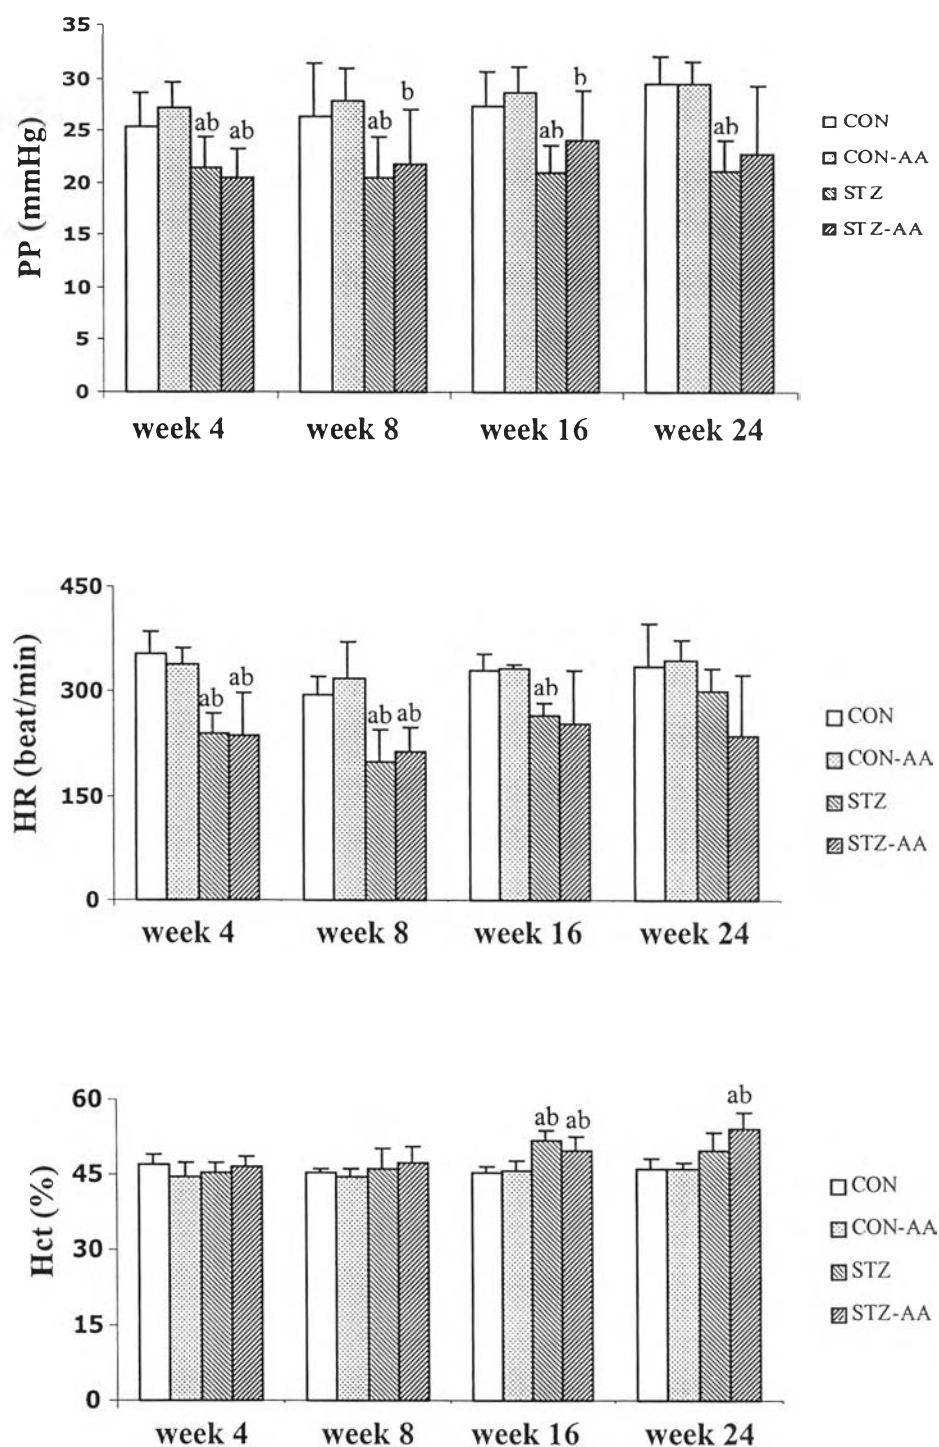 35
30
25
20
15
10
5
0
PP (mmHg)
ab ab
ab b
ab b
ab
week 4 week 8 week 16 week 24
CON
CON-AA
STZ
STZ-AA
450
300
150
0
HR (beat/min)
ab ab
ab ab
ab
week 4 week 8 week 16 week 24
CON
CON-AA
STZ
STZ-AA
60
45
30
15
0
Hct (%)
ab ab
ab
week 4 week 8 week 16 week 24
CON
CON-AA
STZ
STZ-AA